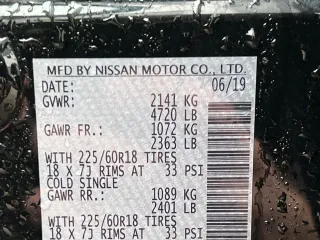 MFD BY NISSAN MOTOR CO., LTD.
DATE: 06/19
GVWR: 2141 KG
4720 LB
GAWR FR.: 1072 KG
2363 LB
WITH 225/60R18 TIRES
18 X 7J RIMS AT 33 PSI
COLD SINGLE
GAWR RR.: 1089 KG
2401 LB
WITH 225/60R18 TIRES
18 X 7J RIMS AT 33 PSI